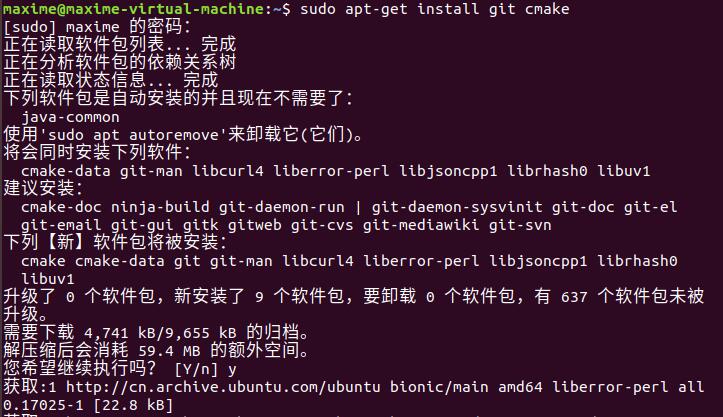 maxime@maxime-virtual-machine:~$ sudo apt-get install git cmake
[sudo] maxime 的密码：
正在读取软件包列表... 完成
正在分析软件包的依赖关系树
正在读取状态信息... 完成
下列软件包是自动安装的并且现在不需要了：
  java-common
使用'sudo apt autoremove'来卸载它(它们)。
将会同时安装下列软件：
  cmake-data git-man libcurl4 liberror-perl libjsoncpp1 librhash0 libuv1
建议安装：
  cmake-doc ninja-build git-daemon-run | git-daemon-sysvinit git-doc git-el
  git-email git-gui gitk gitweb git-cvs git-mediawiki git-svn
下列【新】软件包将被安装：
  cmake cmake-data git git-man libcurl4 liberror-perl libjsoncpp1 librhash0
  libuv1
升级了 0 个软件包，新安装了 9 个软件包，要卸载 0 个软件包，有 637 个软件包未被
升级。
需要下载 4,741 kB/9,655 kB 的归档。
解压缩后会消耗 59.4 MB 的额外空间。
您希望继续执行吗？ [Y/n] y
获取:1 http://cn.archive.ubuntu.com/ubuntu bionic/main amd64 liberror-perl all
0.17025-1 [22.8 kB]